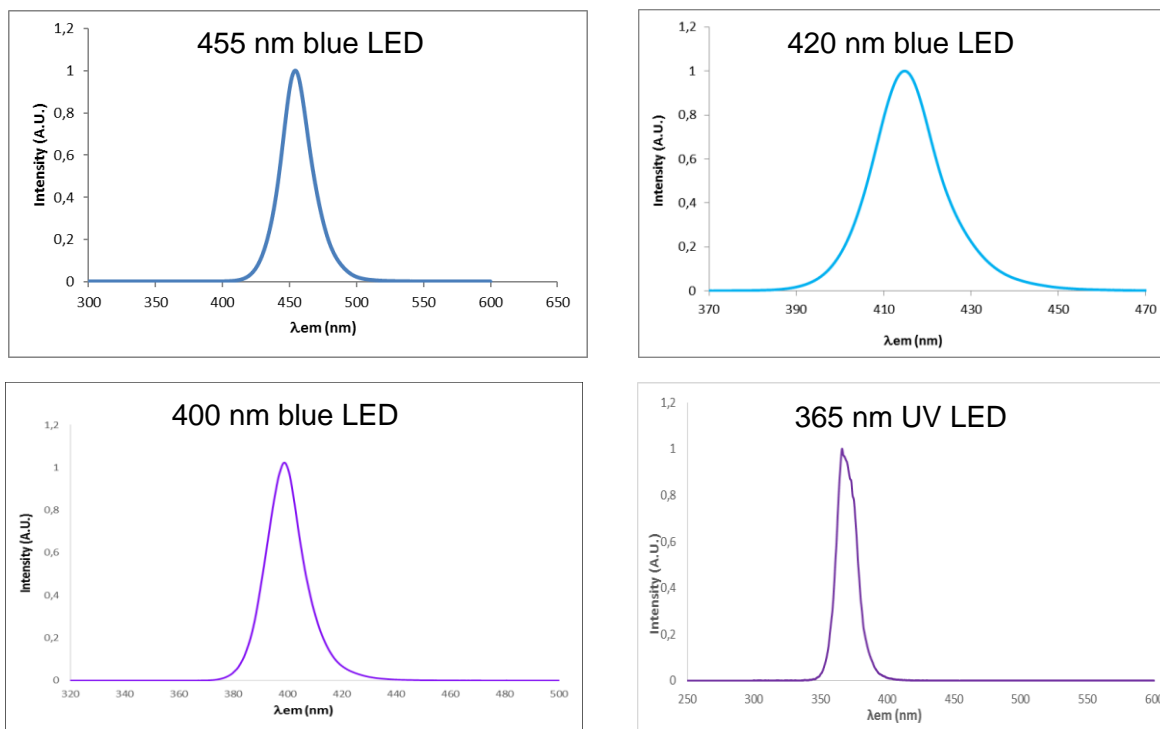 455 nm blue LED
Intensity (A.U.)
1,2
1
0,8
0,6
0,4
0,2
0
300 350 400 450 500 550 600 650
λem (nm)
420 nm blue LED
Intensity (A.U.)
1,2
1
0,8
0,6
0,4
0,2
0
370 390 410 430 450 470
λem (nm)
400 nm blue LED
Intensity (A.U.)
1,2
1
0,8
0,6
0,4
0,2
0
320 340 360 380 400 420 440 460 480 500
λem (nm)
365 nm UV LED
Intensity (A.U.)
1,2
1
0,8
0,6
0,4
0,2
0
250 300 350 400 450 500 550 600
λem (nm)